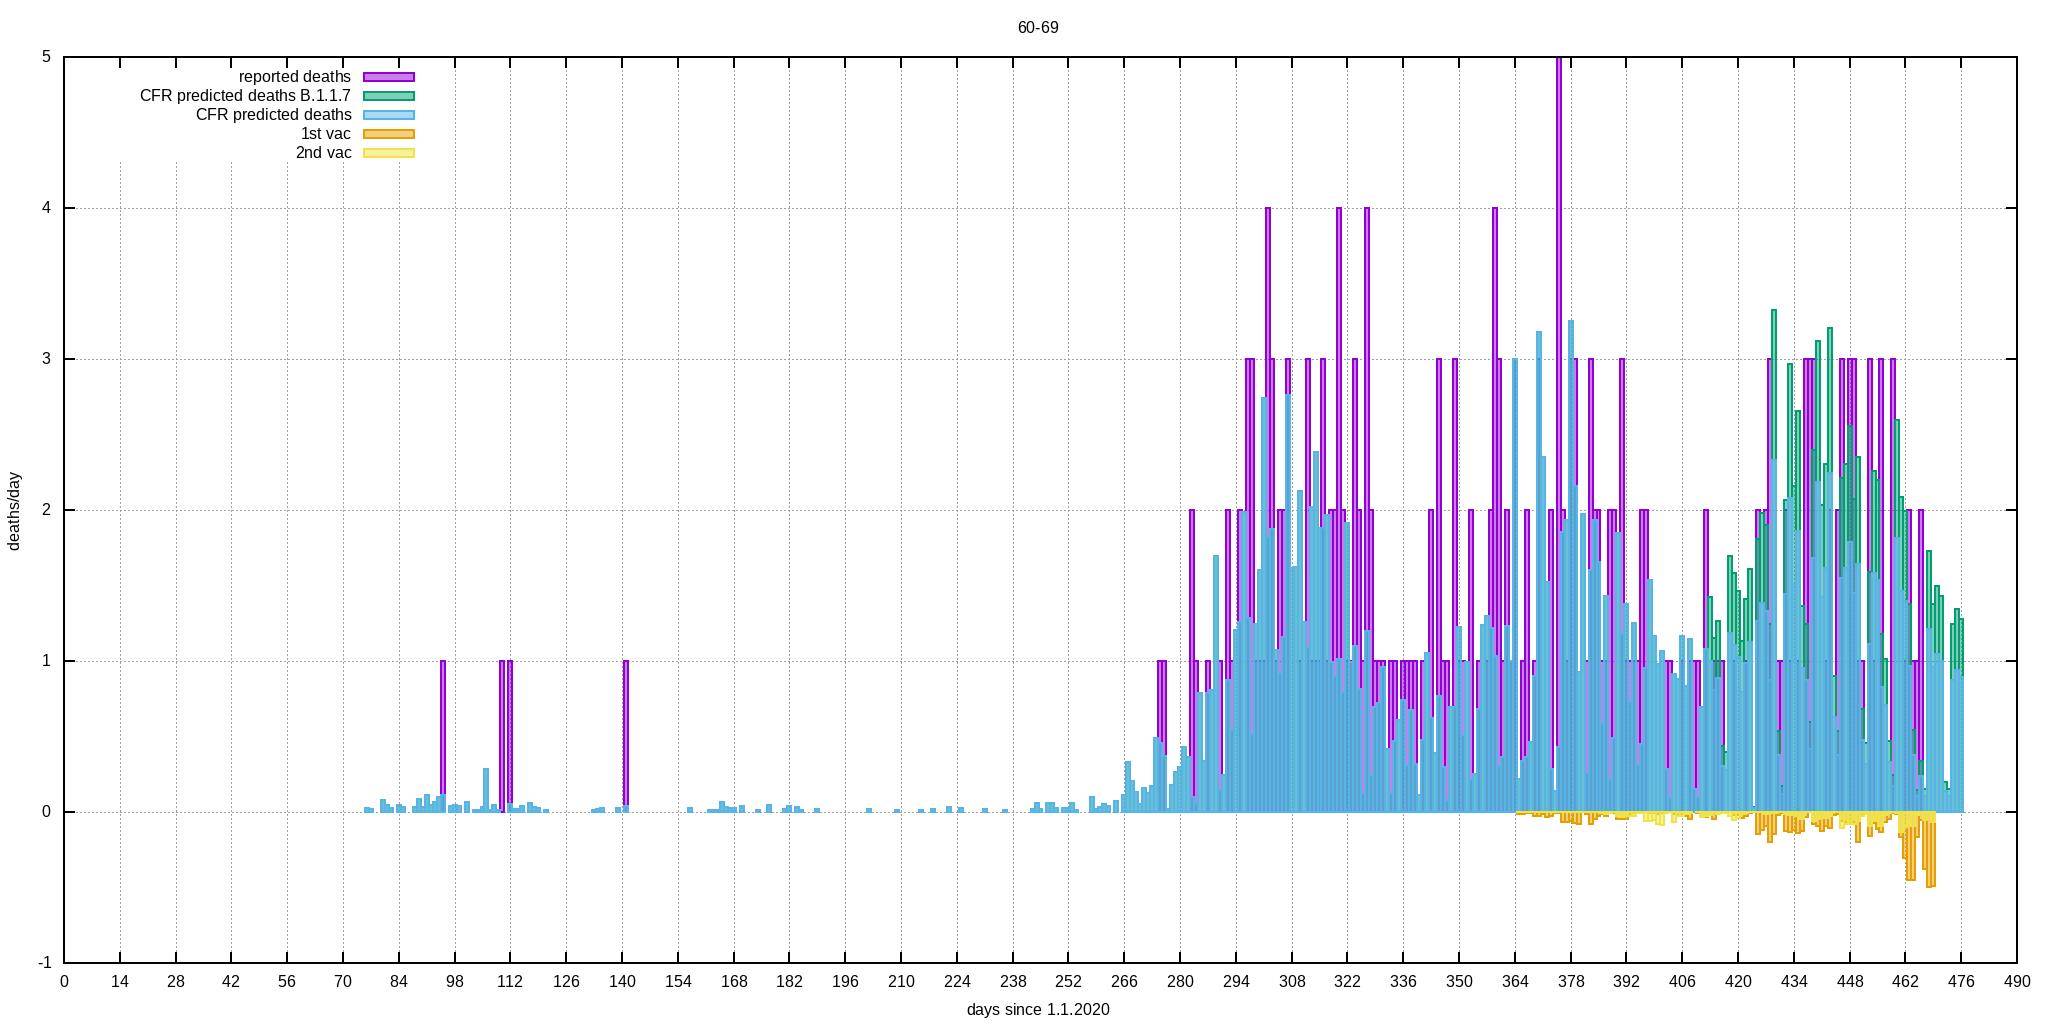 60-69
5
reported deaths
CFR predicted deaths B.1.1.7
CFR predicted deaths
1st vac
2nd vac
4
3
2
1
0
-1
deaths/day
0 14 28 42 56 70 84 98 112 126 140 154 168 182 196 210 224 238 252 266 280 294 308 322 336 350 364 378 392 406 420 434 448 462 476 490
days since 1.1.2020